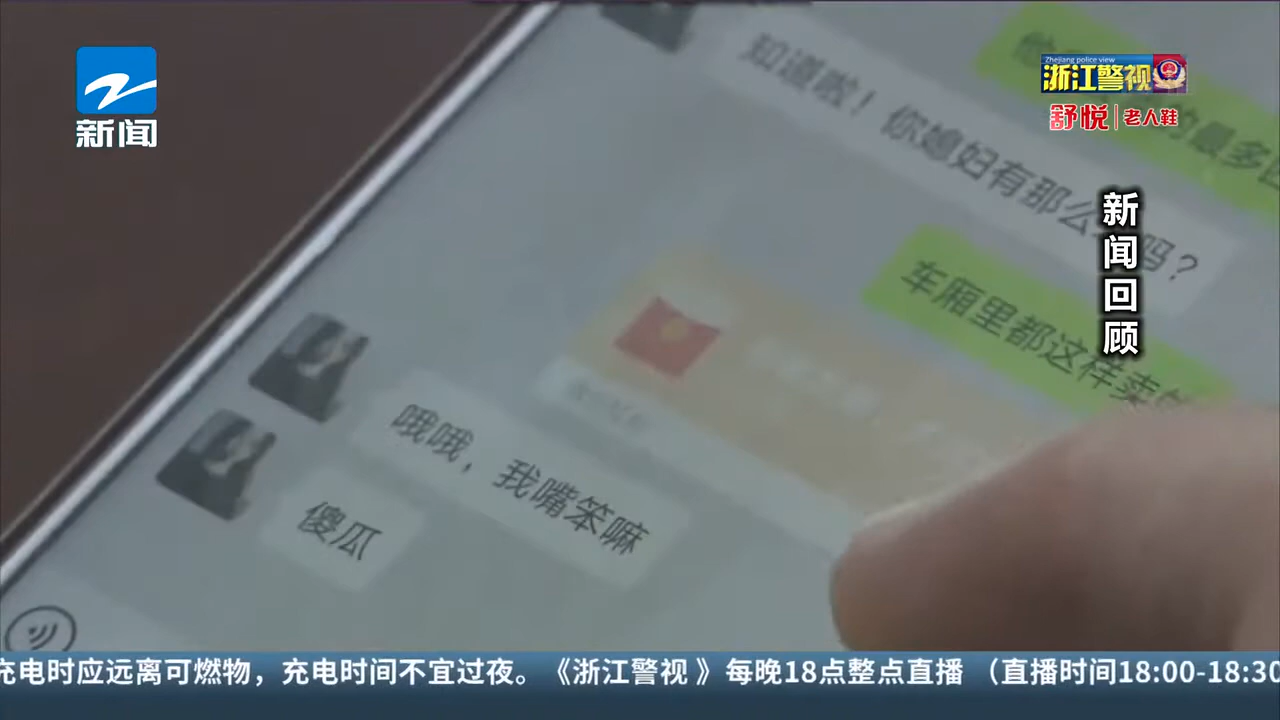 新闻
Zhejiang police view
浙江警视
舒悦 老人鞋
新闻回顾
最多
知道啦！你媳妇有那么
吗？
车厢里都这样卖
哦哦，我嘴笨嘛
傻瓜
充电时应远离可燃物，充电时间不宜过夜。《浙江警视 》每晚18点整点直播 （直播时间18:00-18:30